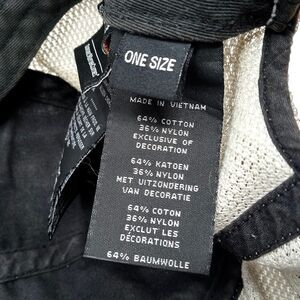 ONE SIZE
MADE IN VIETNAM
64% COTTON
36% NYLON
EXCLUSIVE OF
DECORATION
64% KATOEN
36% NYLON
MET UITZONDERING
VAN DECORATIE
64% COTON
36% NYLON
EXCLUT LES
DÉCORATIONS
64% BAUMWOLLE